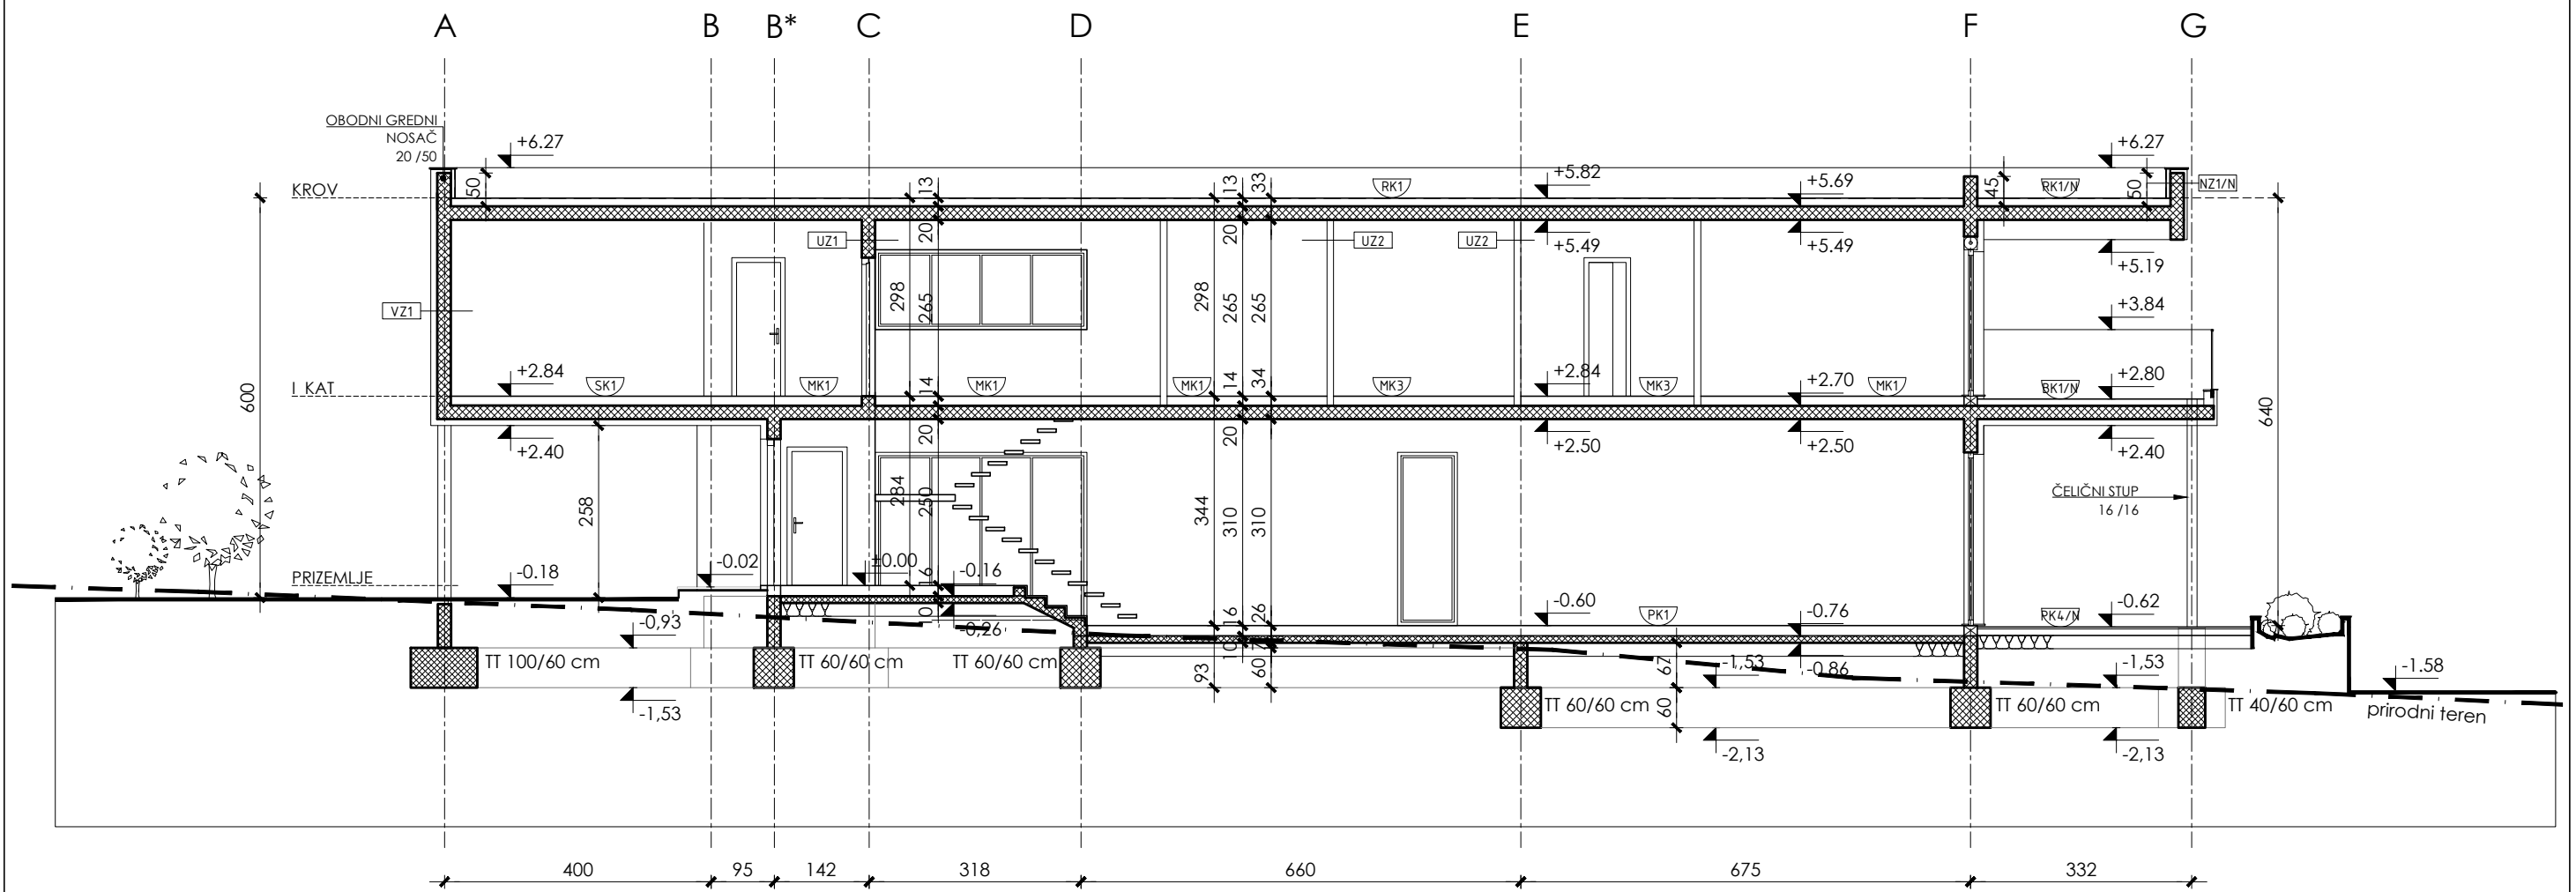 A B B* C D E F G
OBODNI GREDNI
NOSAČ
20 /50
+6.27
+6.27
50
13
13
33
RK1
+5.82
+5.69
45
RK1/N
50
NZ1/N
KROV
20
UZ1
20
UZ2
UZ2
+5.49
+5.49
+5.19
298
265
298
265
265
VZ1
+3.84
600
I KAT
+2.84
SK1
MK1
14
MK1
MK1
14
34
MK3
+2.84
MK3
+2.70
MK1
BK1/N
+2.80
640
+2.40
20
20
+2.50
+2.50
+2.40
258
284
250
344
310
310
ČELIČNI STUP
16 /16
PRIZEMLJE
-0.18
-0.02
±0.00
16
-0.16
10
-0,26
16
26
-0.60
PK1
-0.76
PK4/N
-0.62
-0,93
TT 100/60 cm
TT 60/60 cm
TT 60/60 cm
93
10
7
60
67
-1,53
-0.86
-1,53
-1.58
-1,53
TT 60/60 cm
60
TT 60/60 cm
TT 40/60 cm
prirodni teren
-2,13
-2,13
400 95 142 318 660 675 332